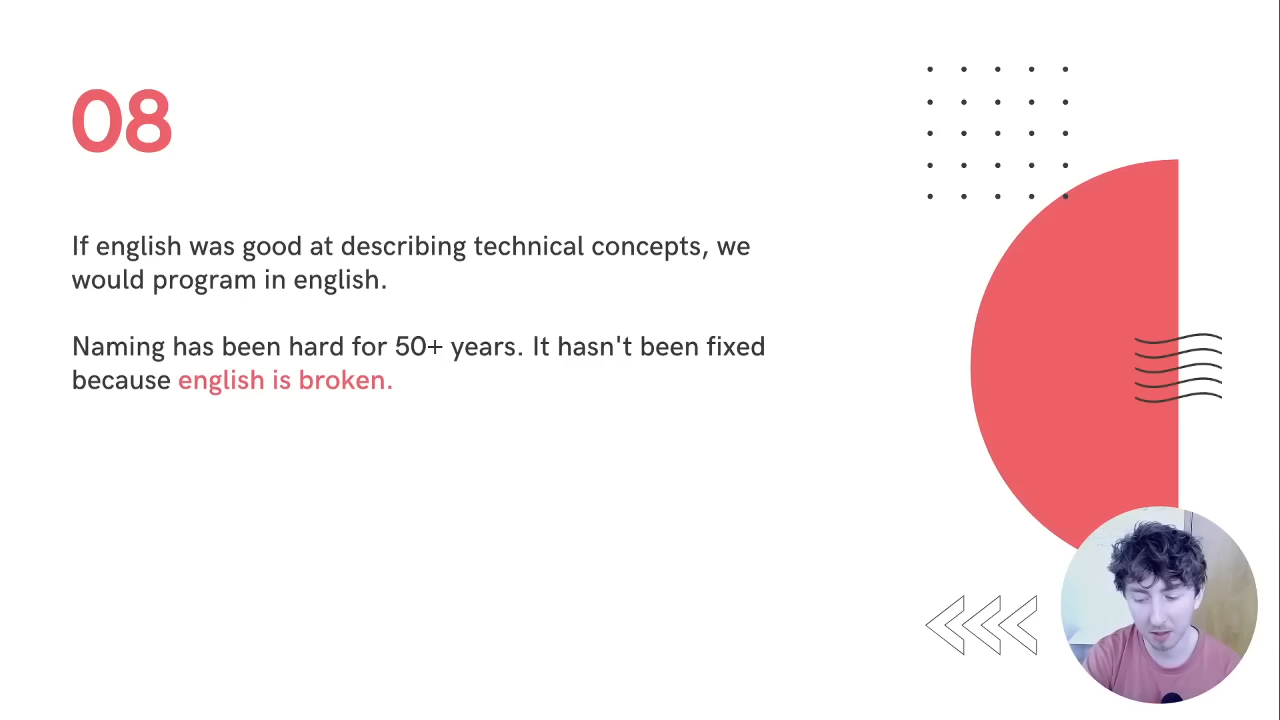 08
If english was good at describing technical concepts, we
would program in english.
Naming has been hard for 50+ years. It hasn't been fixed
because english is broken.